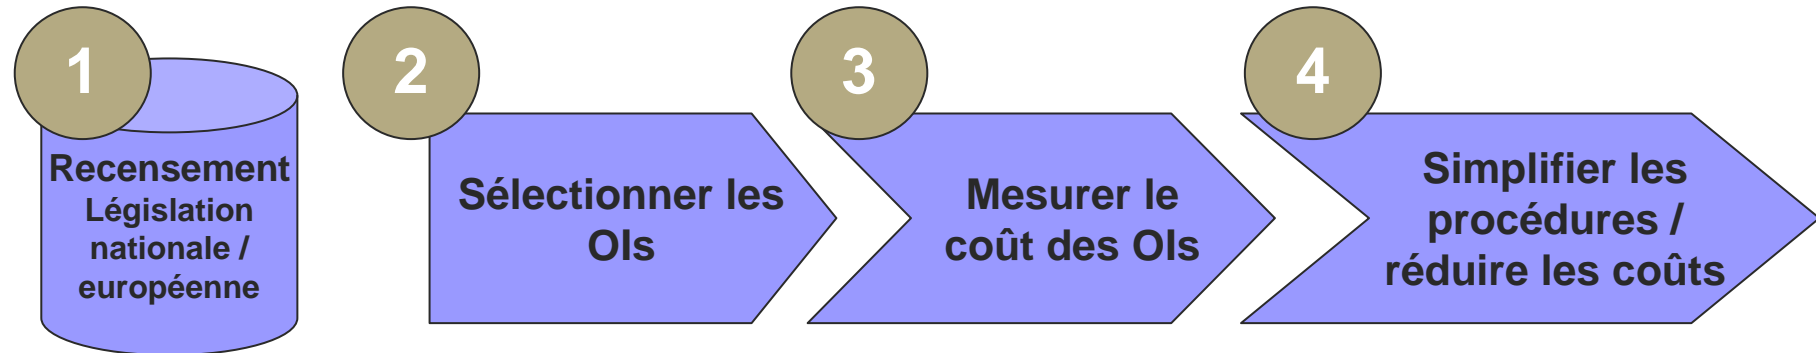 1
Recensement
Législation
nationale /
européenne
2
Sélectionner les
OIs
3
Mesurer le
coût des OIs
4
Simplifier les
procédures /
réduire les coûts